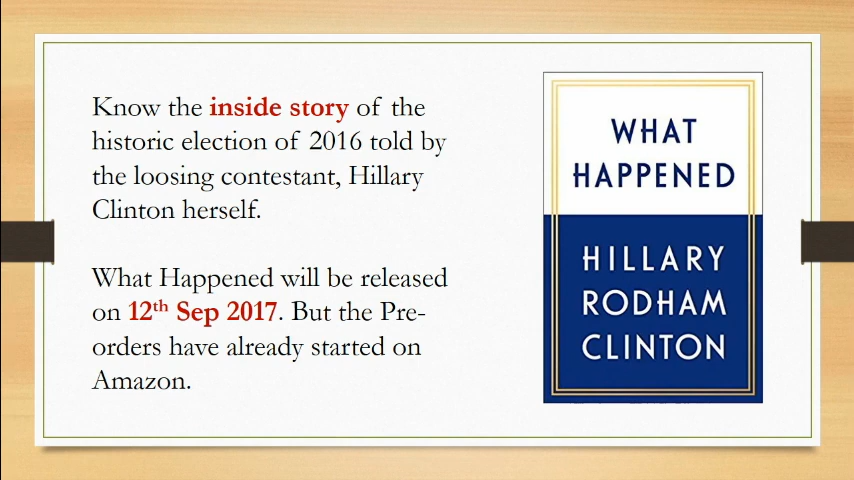 Know the inside story of the
historic election of 2016 told by
the loosing contestant, Hillary
Clinton herself.
What Happened will be released
on 12th Sep 2017. But the Pre-
orders have already started on
Amazon.
WHAT
HAPPENED
HILLARY
RODHAM
CLINTON